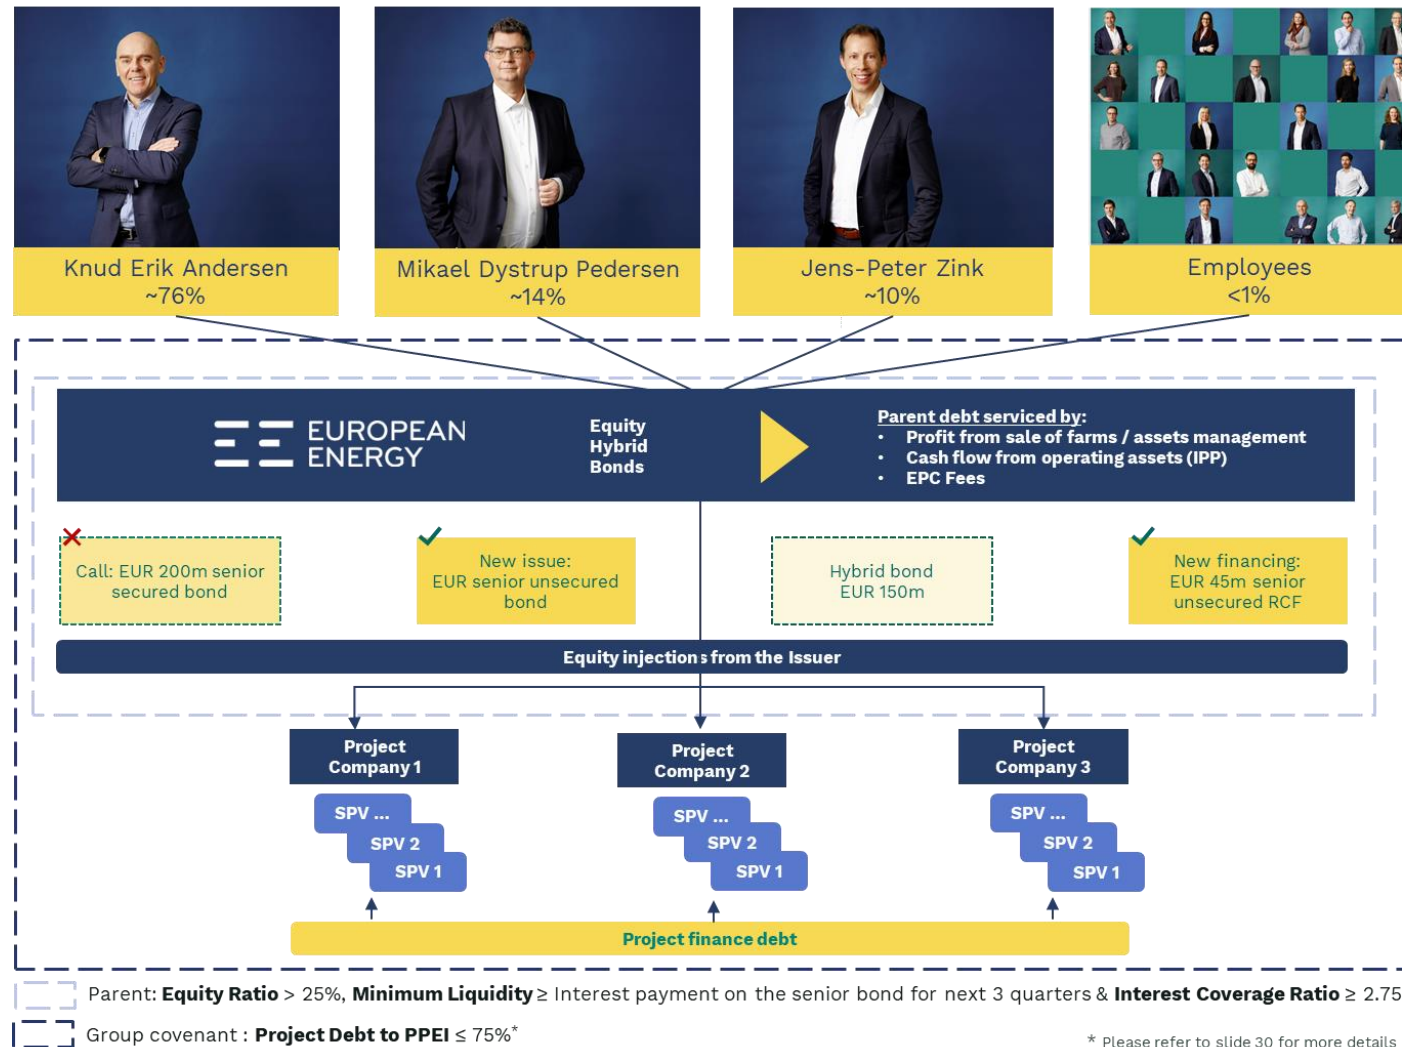 Knud Erik Andersen
~76%
Mikael Dystrup Pedersen
~14%
Jens-Peter Zink
~10%
Employees
<1%
EUROPEAN
ENERGY
Equity
Hybrid
Bonds
Parent debt serviced by:
• Profit from sale of farms / assets management
• Cash flow from operating assets (IPP)
• EPC Fees
Call: EUR 200m senior
secured bond
New issue:
EUR senior unsecured
bond
Hybrid bond
EUR 150m
New financing:
EUR 45m senior
unsecured RCF
Equity injections from the Issuer
Project
Company 1
Project
Company 2
Project
Company 3
SPV ...
SPV 2
SPV 1
SPV ...
SPV 2
SPV 1
SPV ...
SPV 2
SPV 1
Project finance debt
Parent: Equity Ratio > 25%, Minimum Liquidity ≥ Interest payment on the senior bond for next 3 quarters & Interest Coverage Ratio ≥ 2.75
Group covenant : Project Debt to PPEI ≤ 75%*
* Please refer to slide 30 for more details